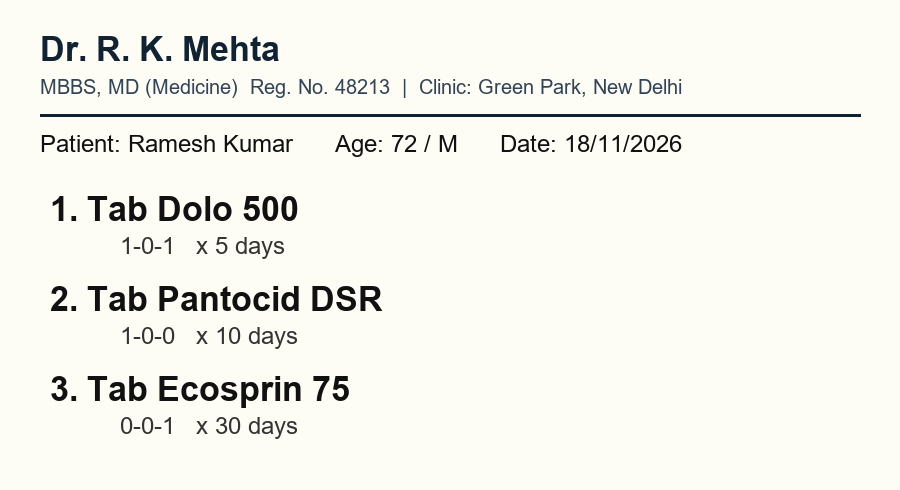 Dr. R. K. Mehta
MBBS, MD (Medicine) Reg. No. 48213 | Clinic: Green Park, New Delhi
Patient: Ramesh Kumar Age: 72 / M Date: 18/11/2026
1. Tab Dolo 500
1-0-1 x 5 days
2. Tab Pantocid DSR
1-0-0 x 10 days
3. Tab Ecosprin 75
0-0-1 x 30 days